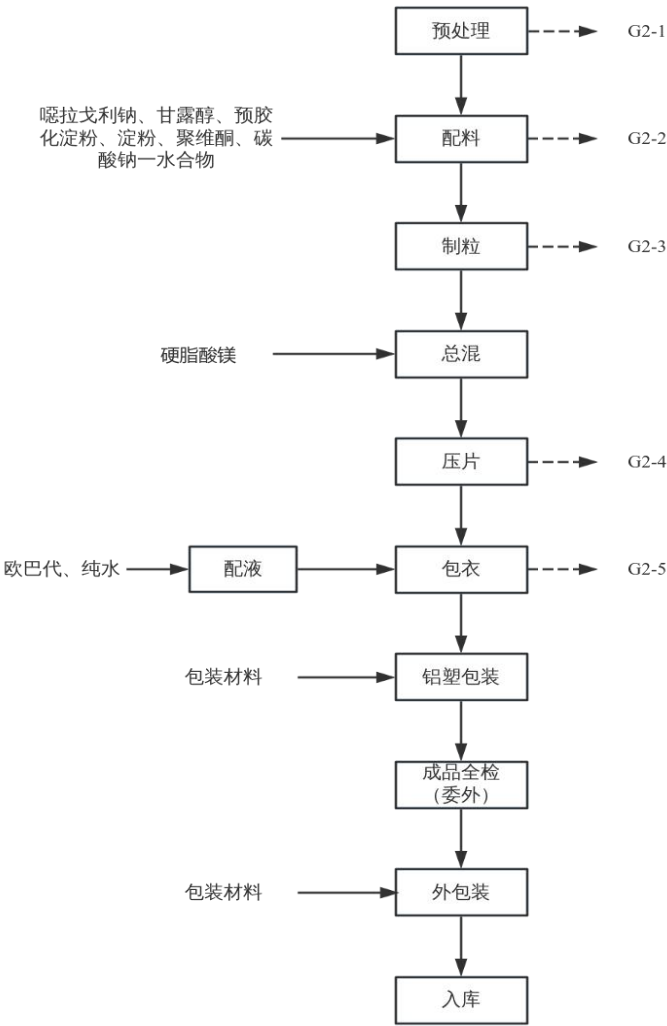 预处理
G2-1
噁拉戈利钠、甘露醇、预胶
化淀粉、淀粉、聚维酮、碳
酸钠一水合物
配料
G2-2
制粒
G2-3
硬脂酸镁
总混
压片
G2-4
欧巴代、纯水
配液
包衣
G2-5
包装材料
铝塑包装
成品全检
（委外）
包装材料
外包装
入库